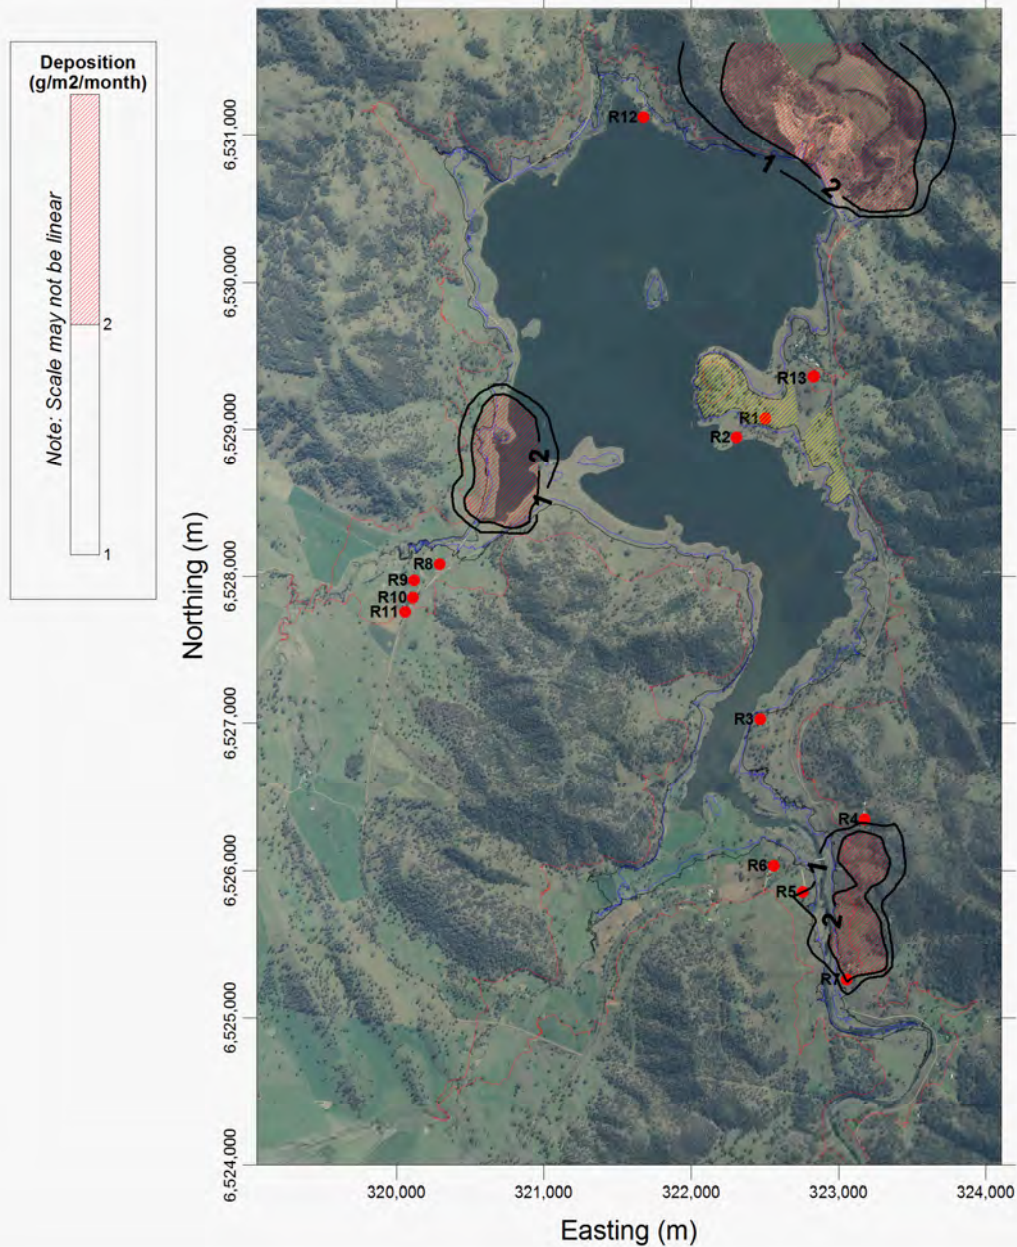 Deposition
(g/m2/month)
Note: Scale may not be linear
2
1
Northing (m)
6,531,000
6,530,000
6,529,000
6,528,000
6,527,000
6,526,000
6,525,000
6,524,000
R12
1
2
R13
R1
R2
2
1
R8
R9
R10
R11
R3
R4
1
R6
R5
2
R7
320,000
321,000
322,000
323,000
324,000
Easting (m)